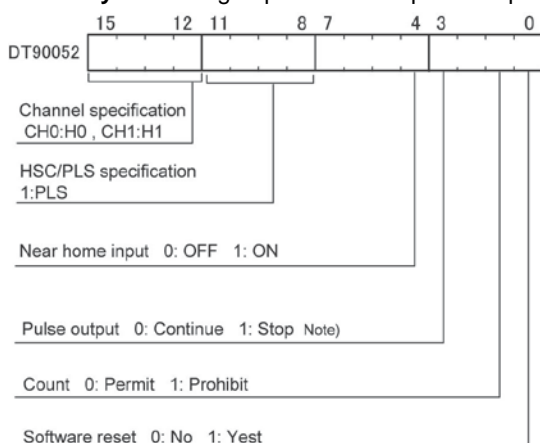 15 12 11 8 7 4 3 0
DT90052
Channel specification
CH0:H0 , CH1:H1
HSC/PLS specification
1:PLS
Near home input 0: OFF 1: ON
Pulse output 0: Continue 1: Stop Note)
Count 0: Permit 1: Prohibit
Software reset 0: No 1: Yest